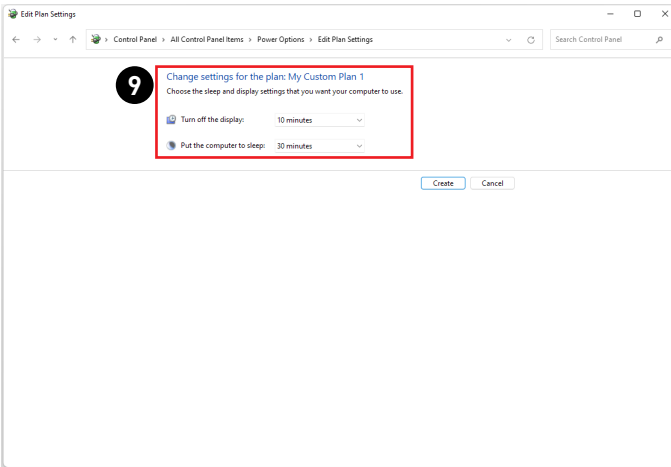 Edit Plan Settings
Control Panel > All Control Panel Items > Power Options > Edit Plan Settings
Search Control Panel
9
Change settings for the plan: My Custom Plan 1
Choose the sleep and display settings that you want your computer to use.
Turn off the display: 10 minutes
Put the computer to sleep: 30 minutes
Create Cancel